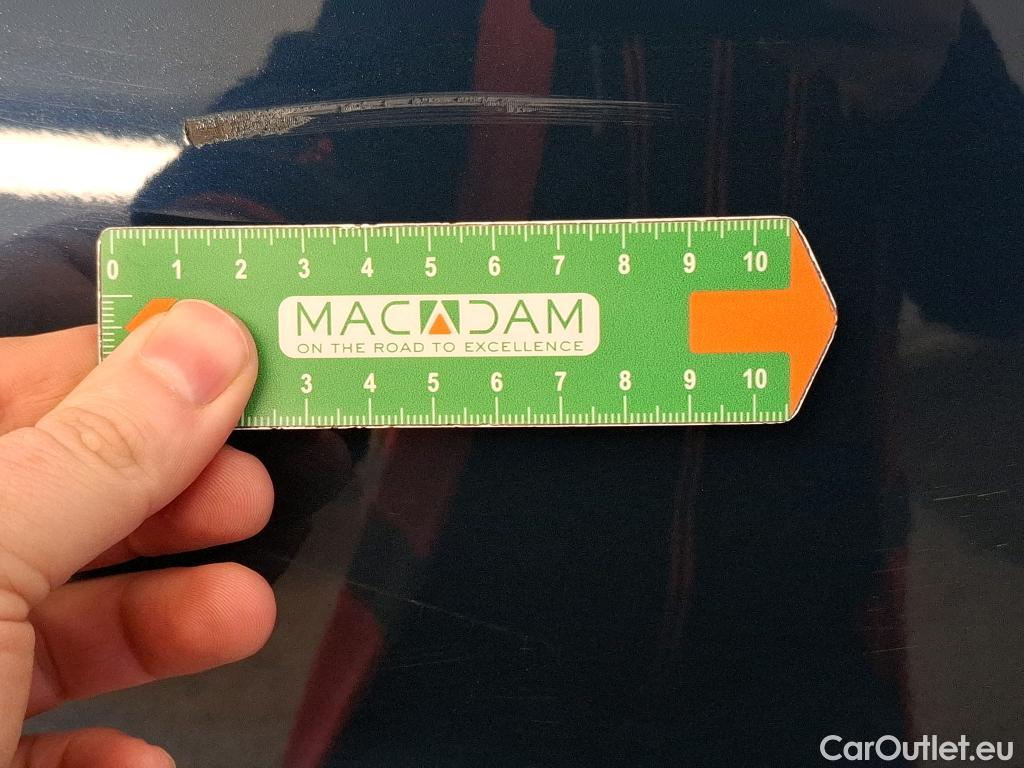 0 1 2 3 4 5 6 7 8 9 10
MACADAM
ON THE ROAD TO EXCELLENCE
3 4 5 6 7 8 9 10
CarOutlet.eu